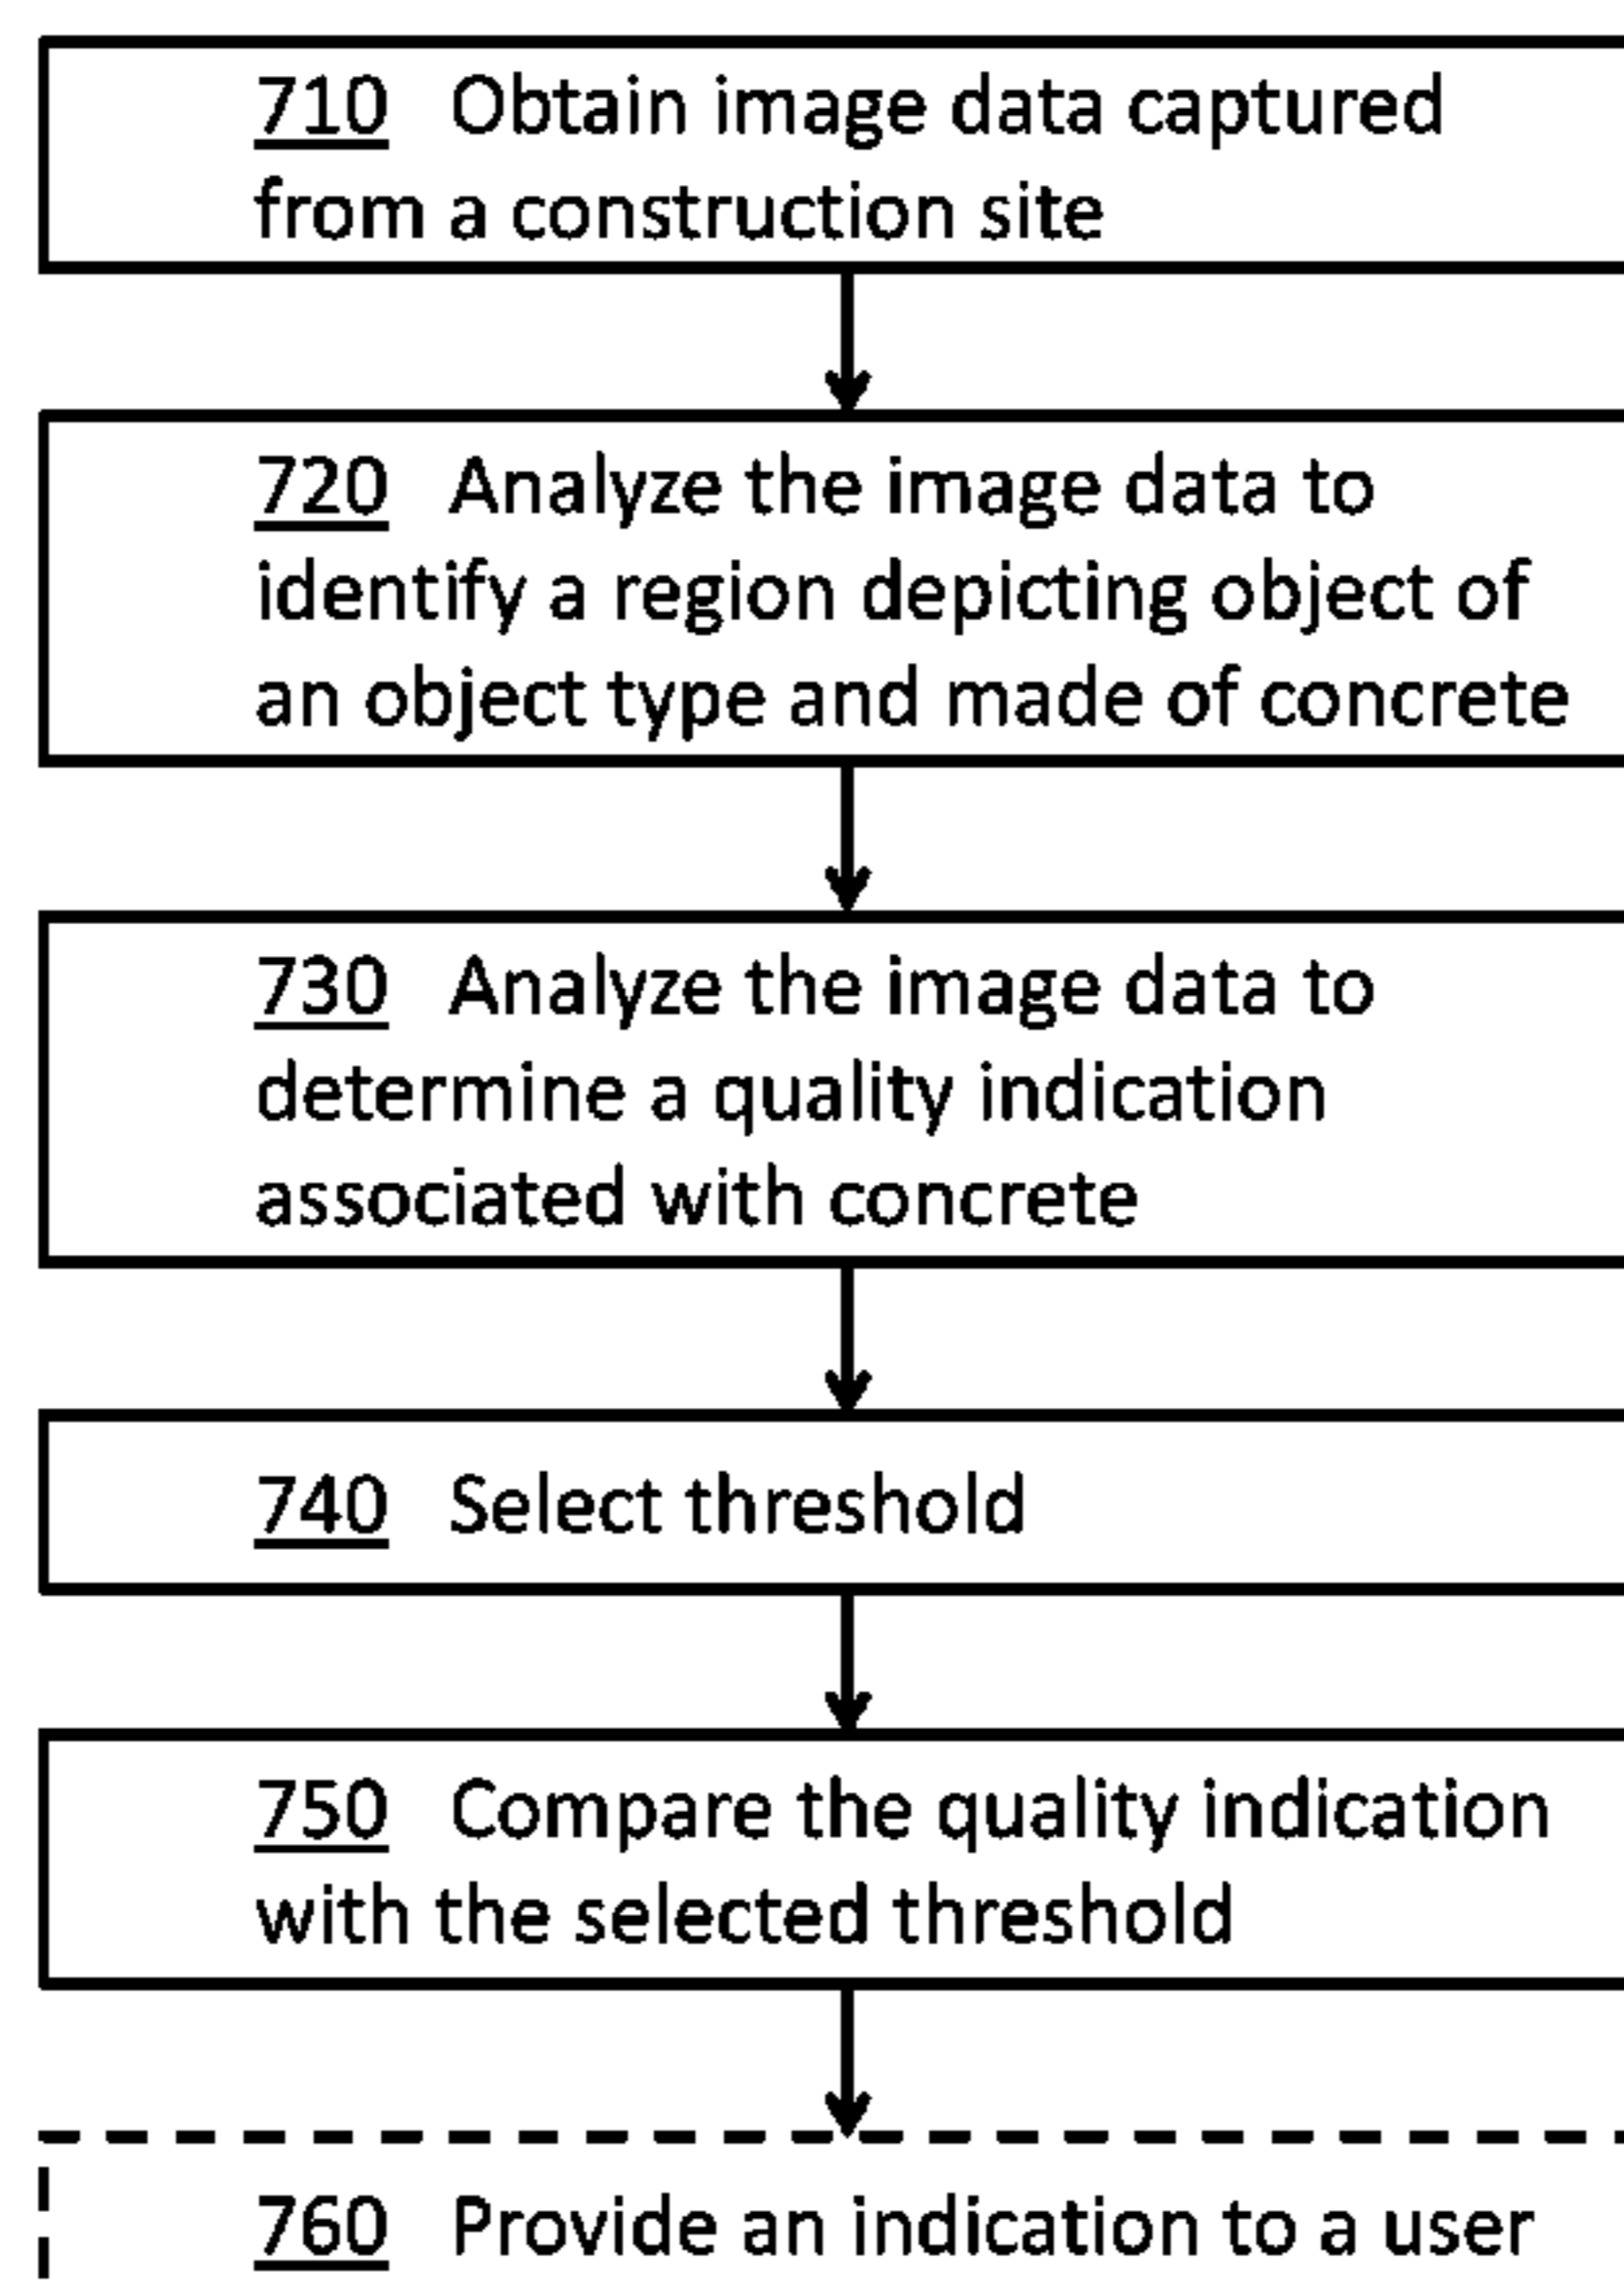 710 Obtain image data captured
from a construction site
720 Analyze the image data to
identify a region depicting object of
an object type and made of concrete
730 Analyze the image data to
determine a quality indication
associated with concrete
740 Select threshold
750 Compare the quality indication
with the selected threshold
760 Provide an indication to a user